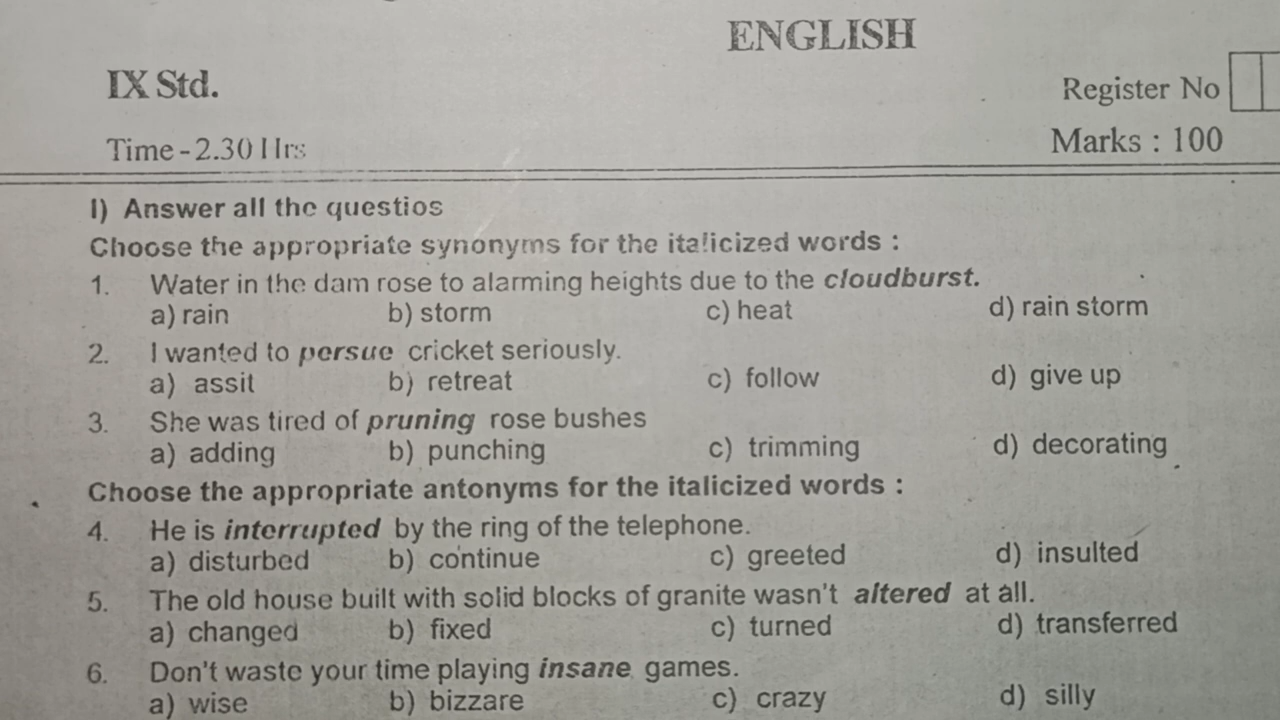 ENGLISH
IX Std.
Register No
Time - 2.30 Hrs
Marks : 100
I) Answer all the questios
Choose the appropriate synonyms for the italicized words :
1. Water in the dam rose to alarming heights due to the cloudburst.
a) rain b) storm c) heat d) rain storm
2. I wanted to persue cricket seriously.
a) assit b) retreat c) follow d) give up
3. She was tired of pruning rose bushes
a) adding b) punching c) trimming d) decorating
Choose the appropriate antonyms for the italicized words :
4. He is interrupted by the ring of the telephone.
a) disturbed b) continue c) greeted d) insulted
5. The old house built with solid blocks of granite wasn't altered at all.
a) changed b) fixed c) turned d) transferred
6. Don't waste your time playing insane games.
a) wise b) bizzare c) crazy d) silly